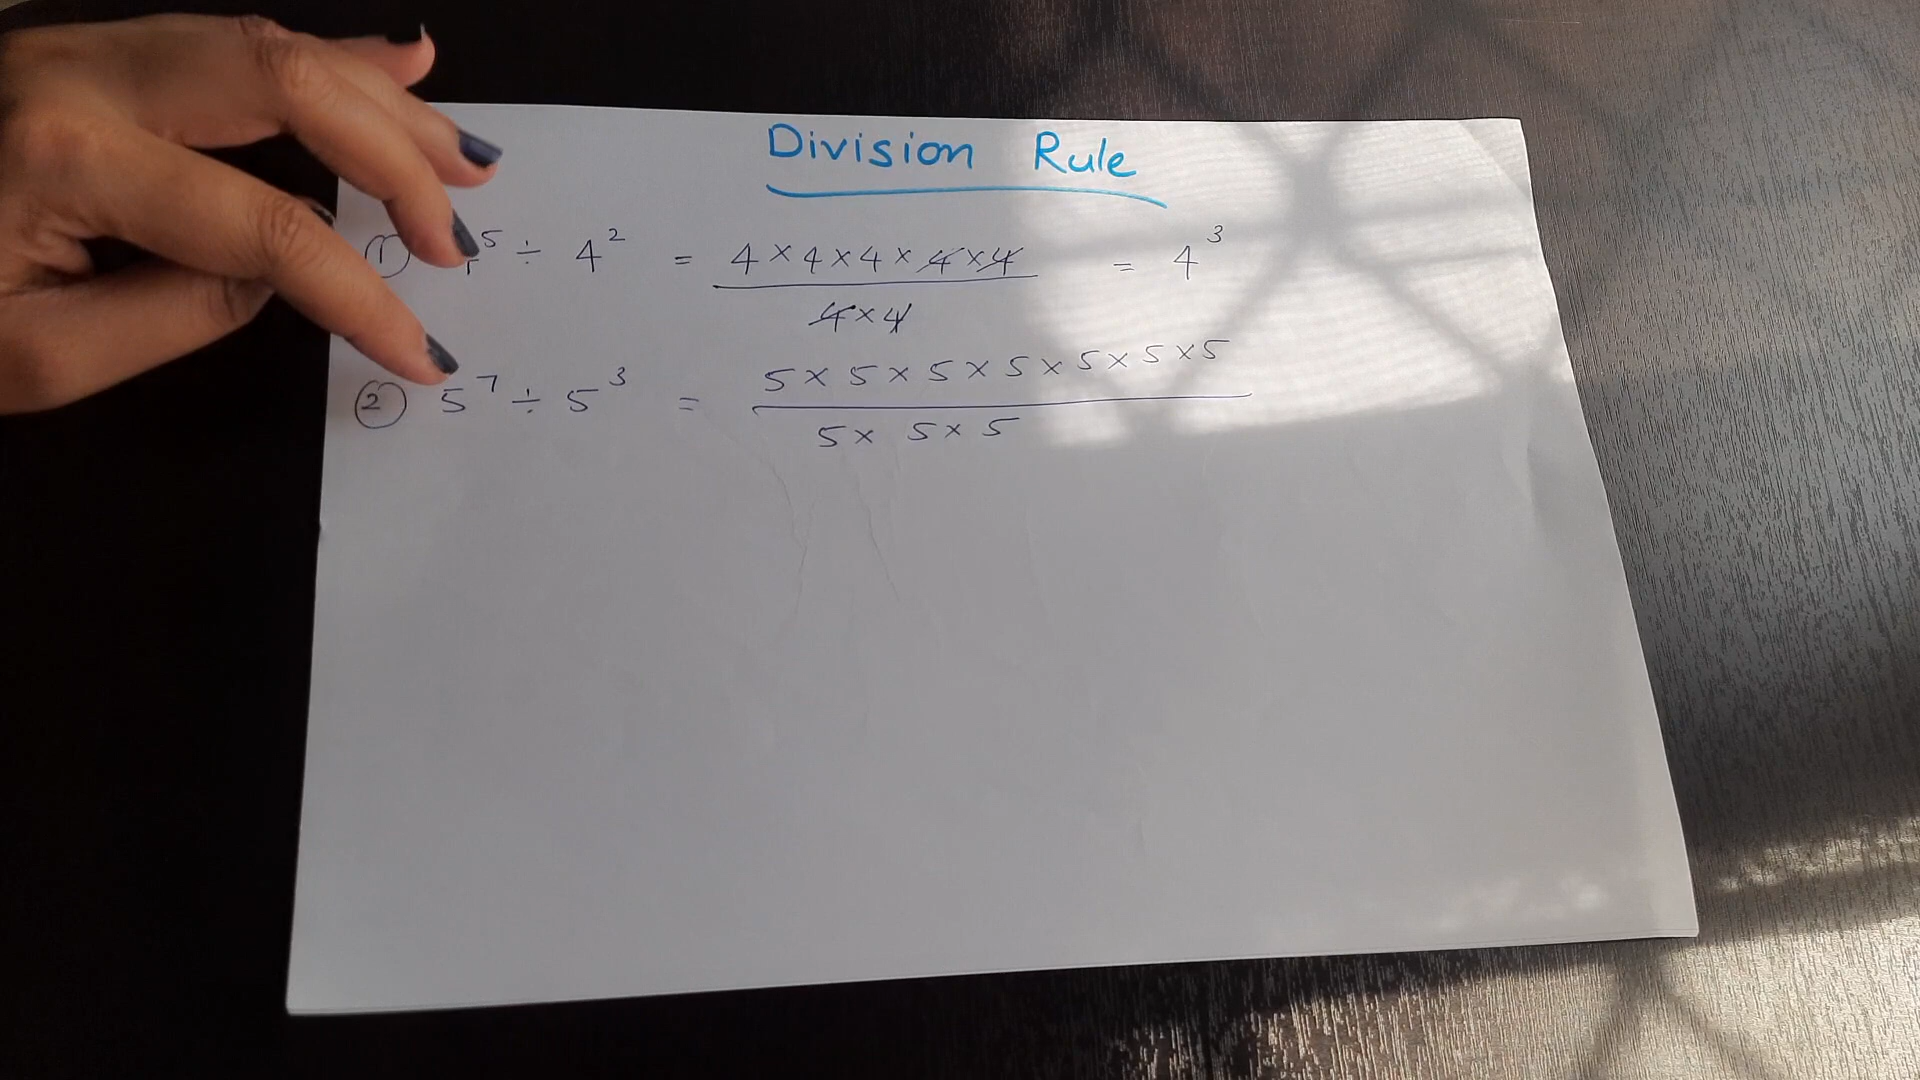 Division Rule
① ⁵ ÷ 4² = 4 × 4 × 4 × 4 × 4 / 4 × 4 = 4³
② 5⁷ ÷ 5³ = 5 × 5 × 5 × 5 × 5 × 5 × 5 / 5 × 5 × 5